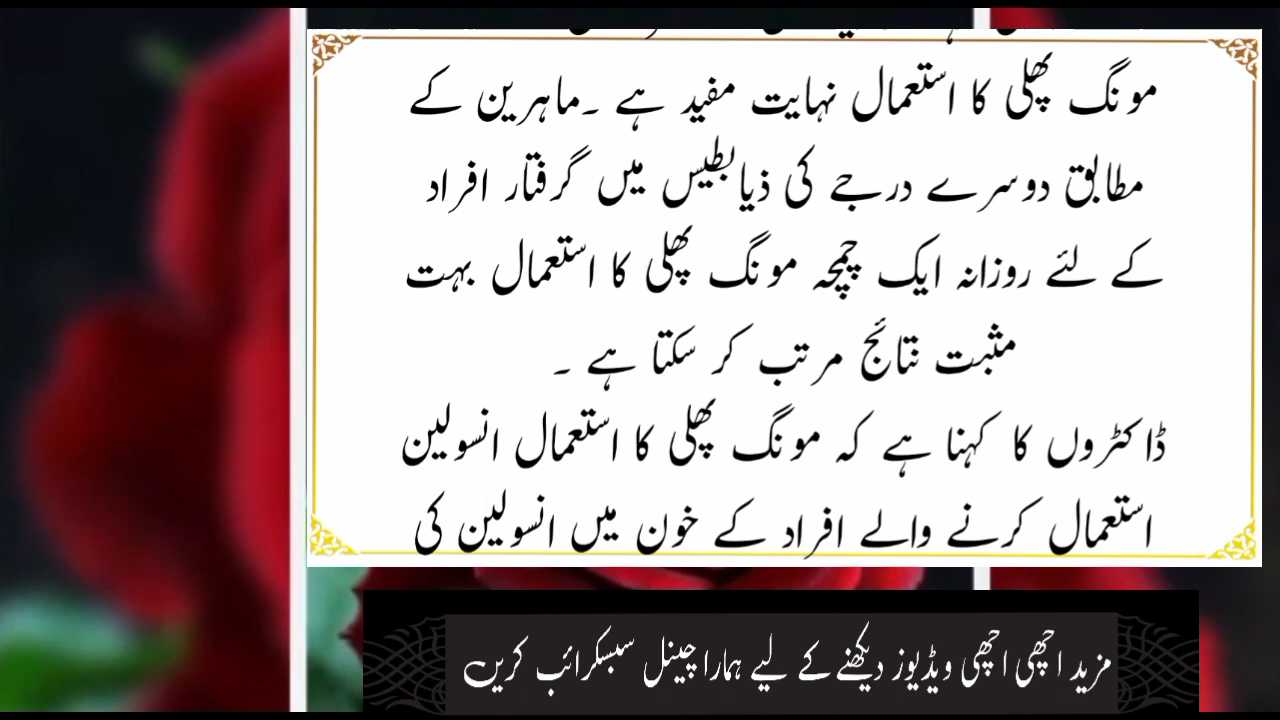 مونگ پھلی کا استعمال نہایت مفید ہے ۔ماہرین کے
مطابق دوسرے درجے کی ذیابطیس میں گرفتار افراد
کے لئے روزانہ ایک چمچہ مونگ پھلی کا استعمال بہت
مثبت نتائج مرتب کر سکتا ہے ۔
ڈاکٹروں کا کہنا ہے کہ مونگ پھلی کا استعمال انسولین
استعمال کرنے والے افراد کے خون میں انسولین کی
مزید اچھی اچھی ویڈیوز دیکھنے کے لیے ہمارا چینل سبسکرائب کریں